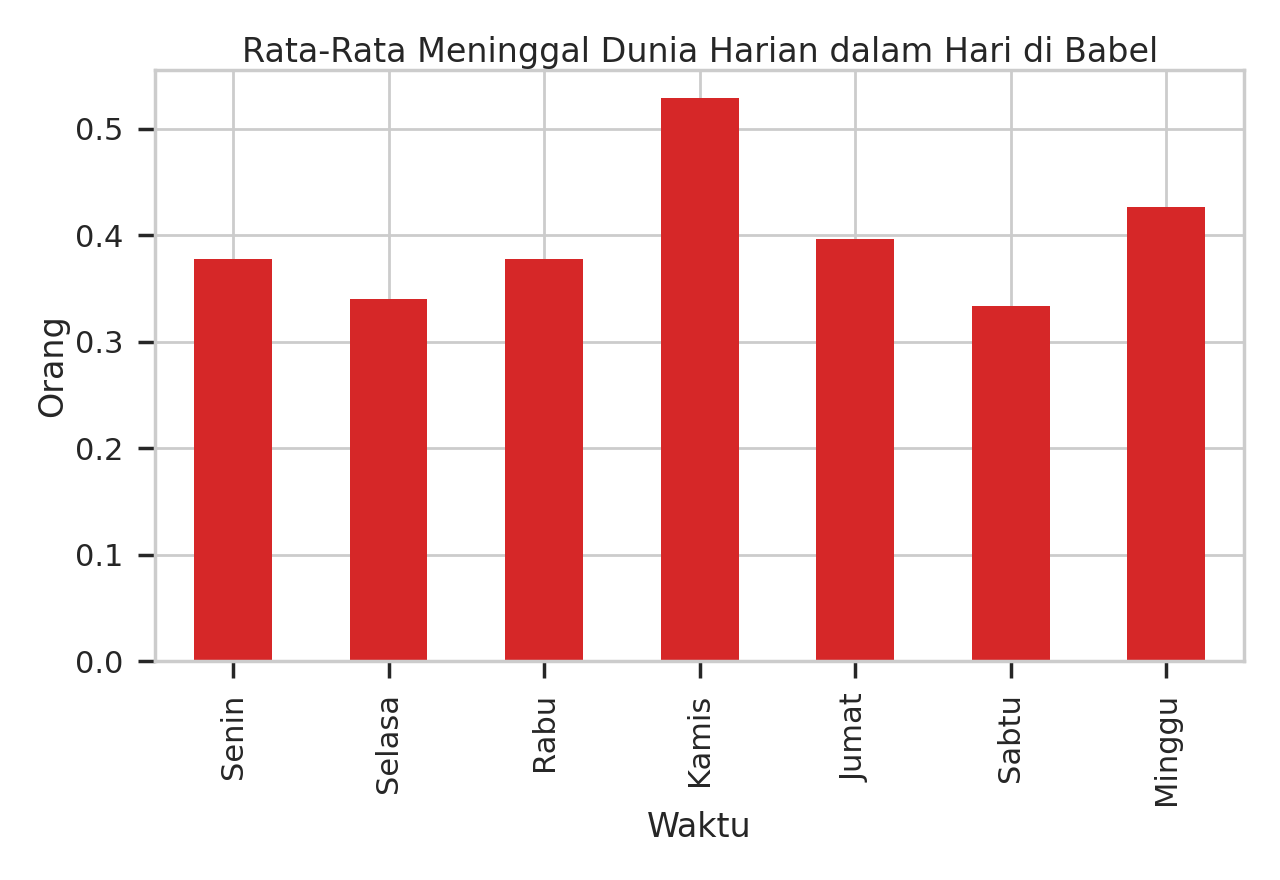 Rata-Rata Meninggal Dunia Harian dalam Hari di Babel
Orang
0.5
0.4
0.3
0.2
0.1
0.0
Senin
Selasa
Rabu
Kamis
Jumat
Sabtu
Minggu
Waktu